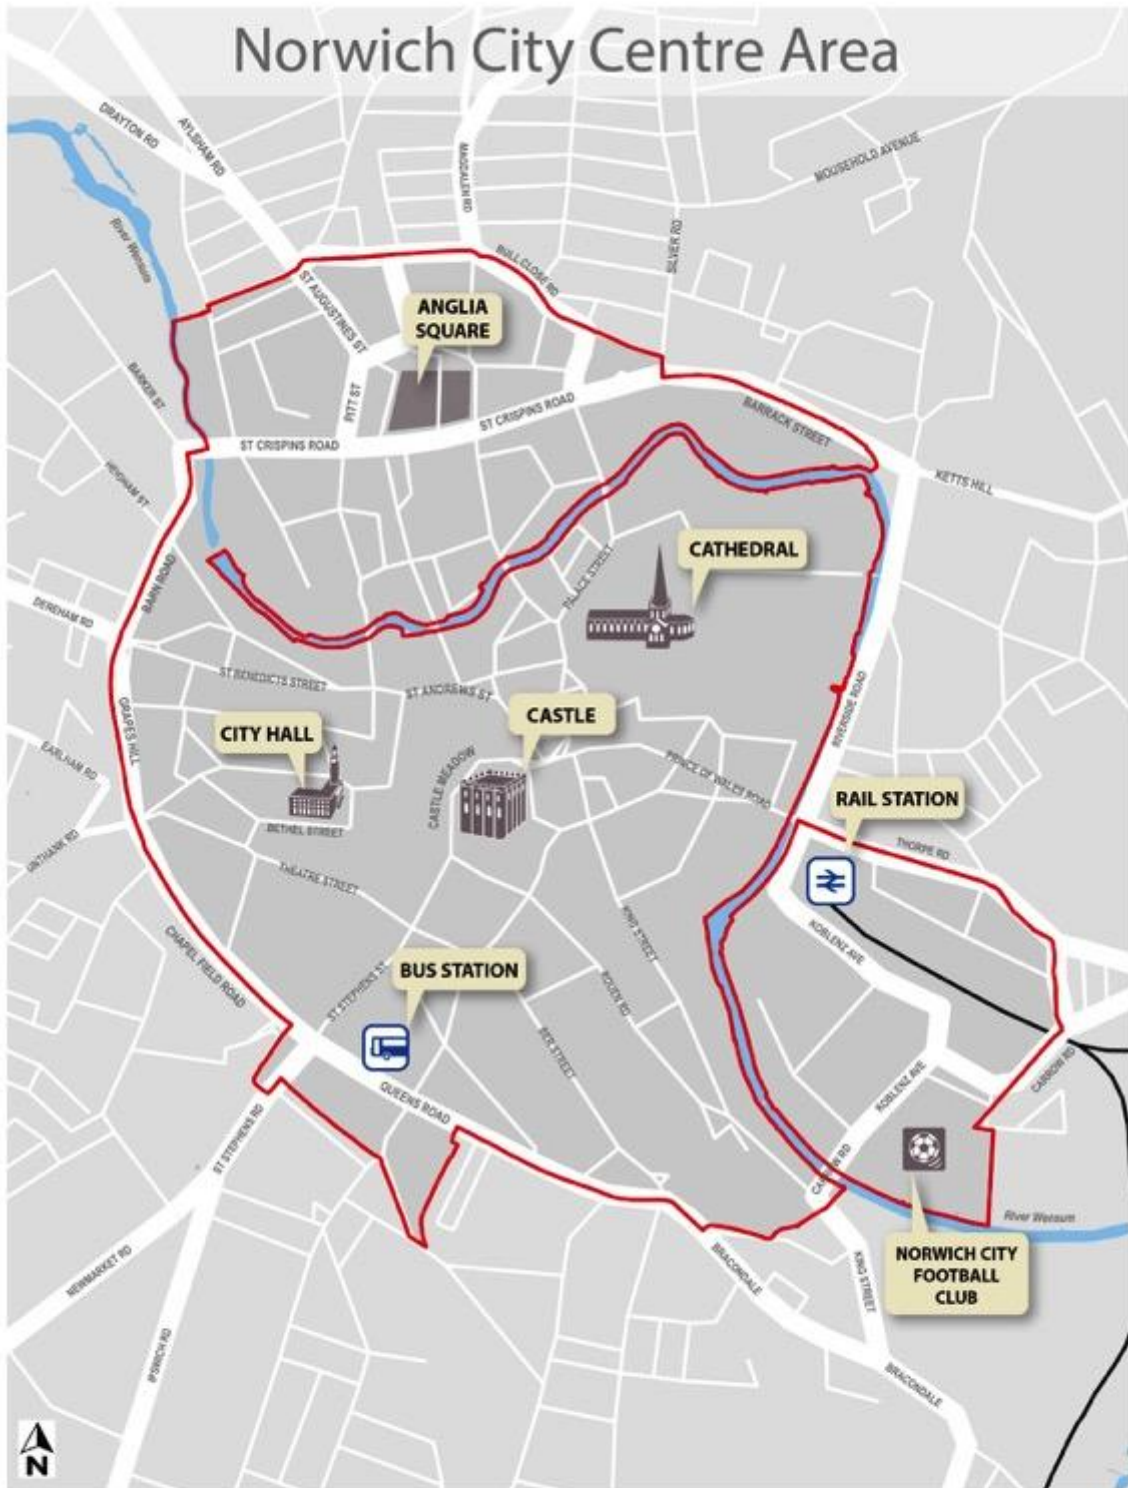 Norwich City Centre Area
DRAYTON RD
AYLSHAM RD
MAGDALEN RD
MOUSEHOLD AVENUE
SILVER RD
River Wensum
BULL CLOSE RD
ST AUGUSTINES ST
ANGLIA
SQUARE
BARKER ST
PITT ST
ST CRISPINS ROAD
ST CRISPINS ROAD
BARRACK STREET
KETTS HILL
HEIGHAM ST
CATHEDRAL
PALACE STREET
BARN ROAD
DEREHAM RD
ST BENEDICTS STREET
ST ANDREWS ST
CITY HALL
CASTLE
GRAPES HILL
EARLHAM RD
CASTLE MEADOW
RIVERSIDE ROAD
PRINCE OF WALES ROAD
RAIL STATION
UNTHANK RD
BETHEL STREET
THORPE RD
THEATRE STREET
KING STREET
KOBLENZ AVE
CHAPEL FIELD ROAD
ST STEPHENS ST
BUS STATION
ROUEN RD
BER STREET
QUEENS ROAD
KOBLENZ AVE
CARROW RD
ST STEPHENS RD
CARROW RD
River Wensum
NORWICH CITY
FOOTBALL
CLUB
NEWMARKET RD
BRACONDALE
KING STREET
IPSWICH RD
BRACONDALE
N